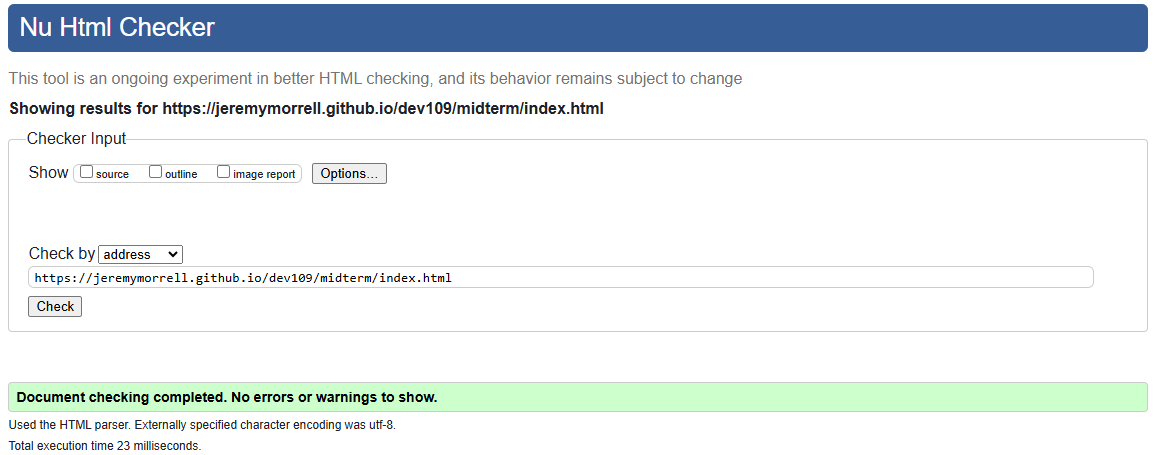 Nu Html Checker
This tool is an ongoing experiment in better HTML checking, and its behavior remains subject to change
Showing results for https://jeremymorrell.github.io/dev109/midterm/index.html
Checker Input
Show source outline image report Options...
Check by address
https://jeremymorrell.github.io/dev109/midterm/index.html
Check
Document checking completed. No errors or warnings to show.
Used the HTML parser. Externally specified character encoding was utf-8.
Total execution time 23 milliseconds.